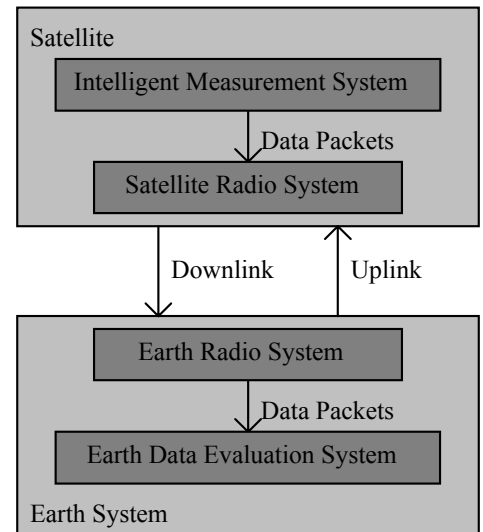 Satellite
Intelligent Measurement System
Data Packets
Satellite Radio System
Downlink
Uplink
Earth Radio System
Data Packets
Earth Data Evaluation System
Earth System